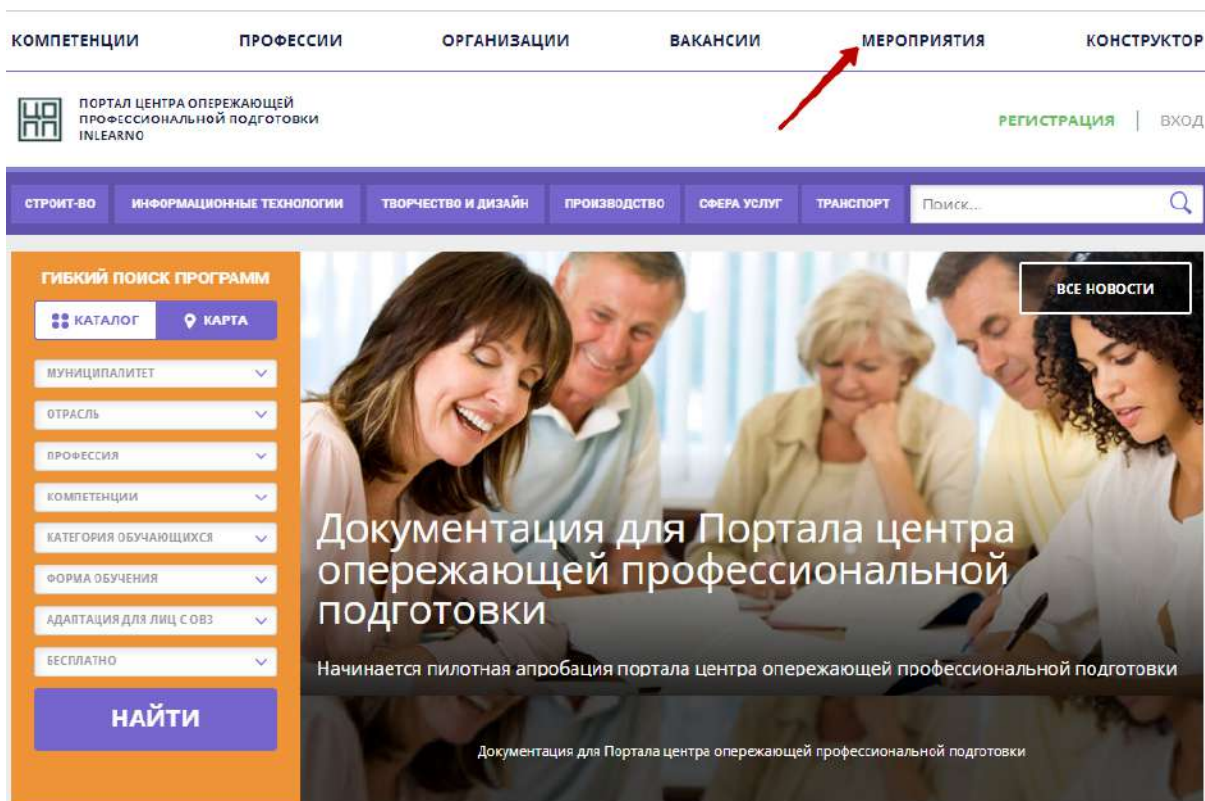 КОМПЕТЕНЦИИ ПРОФЕССИИ ОРГАНИЗАЦИИ ВАКАНСИИ МЕРОПРИЯТИЯ КОНСТРУКТОР
ЦОПП
ПОРТАЛ ЦЕНТРА ОПЕРЕЖАЮЩЕЙ
ПРОФЕССИОНАЛЬНОЙ ПОДГОТОВКИ
INLEARNO
РЕГИСТРАЦИЯ | ВХОД
СТРОИТ-ВО ИНФОРМАЦИОННЫЕ ТЕХНОЛОГИИ ТВОРЧЕСТВО И ДИЗАЙН ПРОИЗВОДСТВО СФЕРА УСЛУГ ТРАНСПОРТ Поиск...
ГИБКИЙ ПОИСК ПРОГРАММ
КАТАЛОГ КАРТА
МУНИЦИПАЛИТЕТ
ОТРАСЛЬ
ПРОФЕССИЯ
КОМПЕТЕНЦИИ
КАТЕГОРИЯ ОБУЧАЮЩИХСЯ
ФОРМА ОБУЧЕНИЯ
АДАПТАЦИЯ ДЛЯ ЛИЦ С ОВЗ
БЕСПЛАТНО
НАЙТИ
ВСЕ НОВОСТИ
Документация для Портала центра
опережающей профессиональной
подготовки
Начинается пилотная апробация портала центра опережающей профессиональной подготовки
Документация для Портала центра опережающей профессиональной подготовки